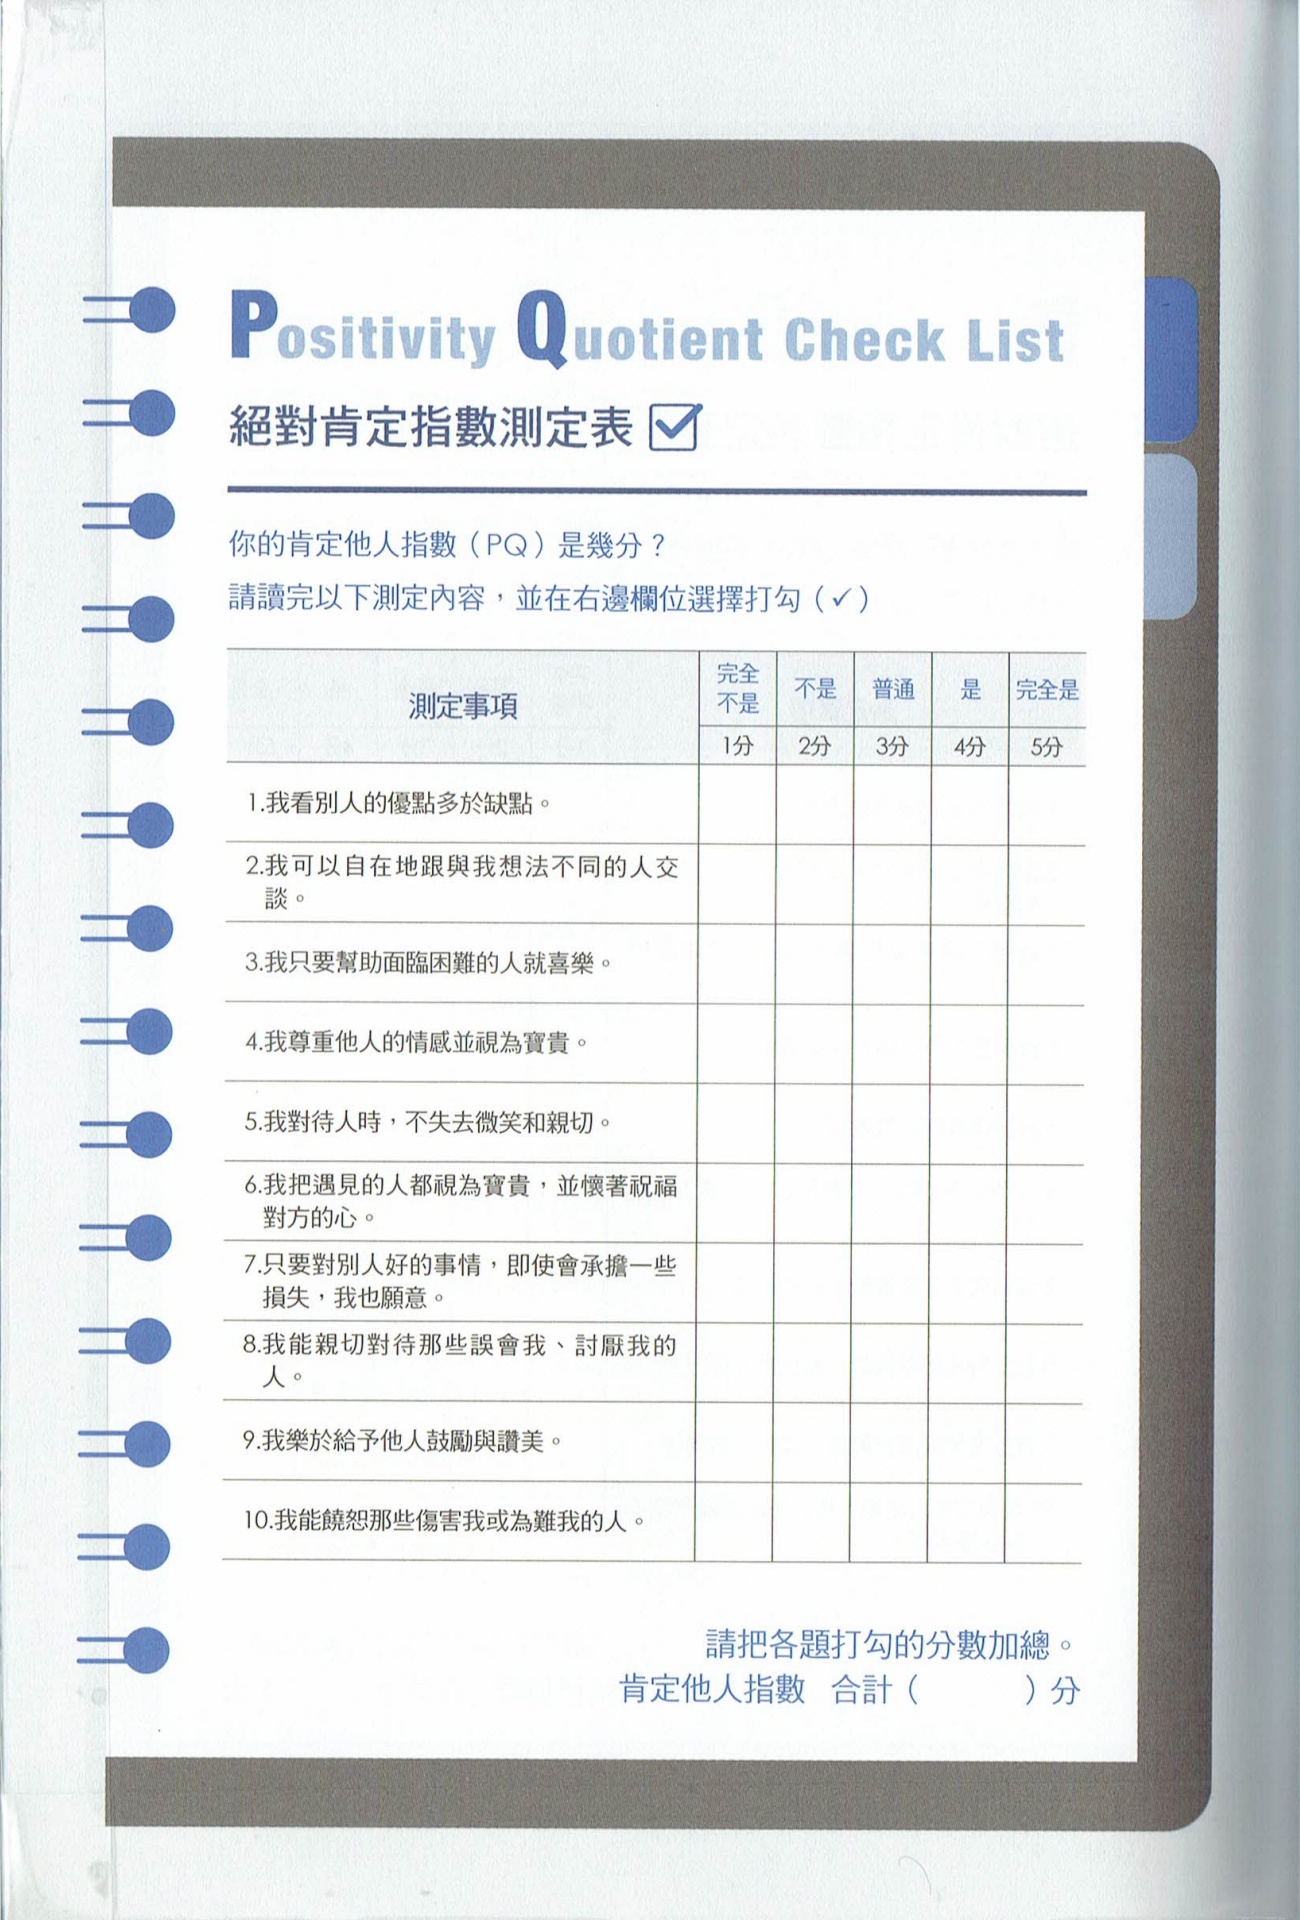 Positivity Quotient Check List
絕對肯定指數測定表
你的肯定他人指數（PQ）是幾分？
請讀完以下測定內容，並在右邊欄位選擇打勾（✓）
測定事項
完全
不是
不是
普通
是
完全是
1分
2分
3分
4分
5分
1.我看別人的優點多於缺點。
2.我可以自在地跟與我想法不同的人交
談。
3.我只要幫助面臨困難的人就喜樂。
4.我尊重他人的情感並視為寶貴。
5.我對待人時，不失去微笑和親切。
6.我把遇見的人都視為寶貴，並懷著祝福
對方的心。
7.只要對別人好的事情，即使會承擔一些
損失，我也願意。
8.我能親切對待那些誤會我、討厭我的
人。
9.我樂於給予他人鼓勵與讚美。
10.我能饒恕那些傷害我或為難我的人。
請把各題打勾的分數加總。
肯定他人指數 合計（ ）分